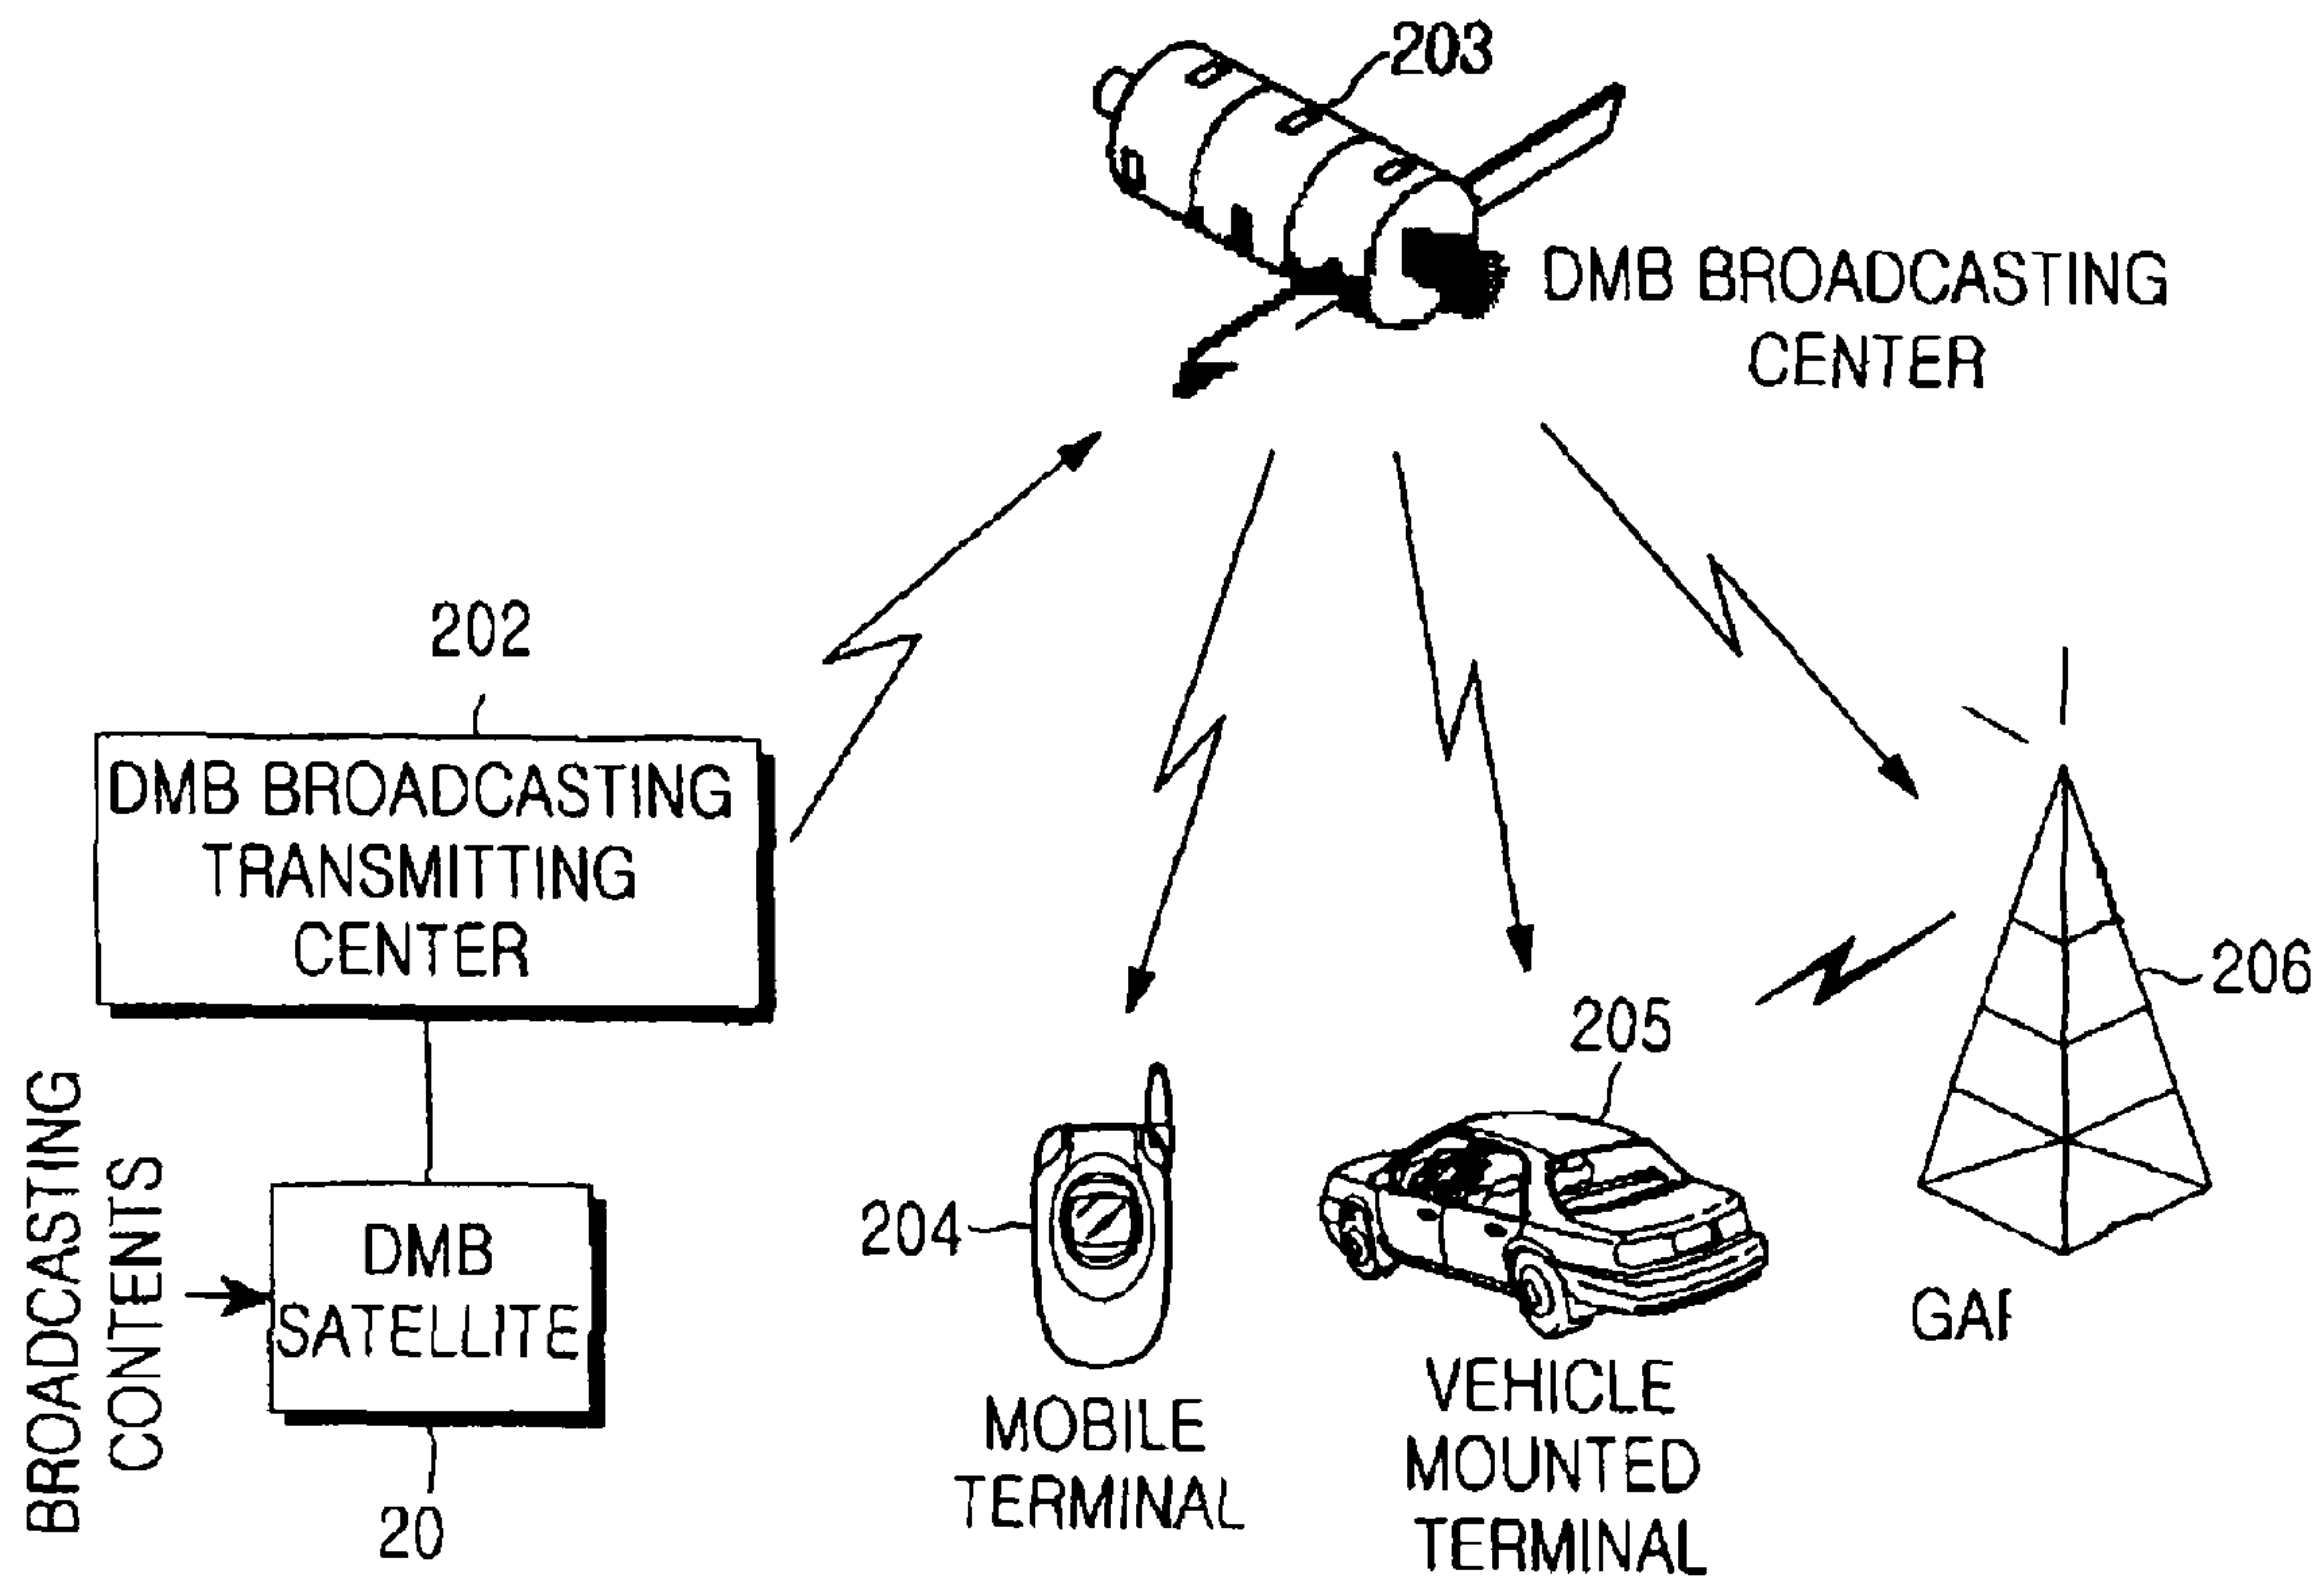 203
DMB BROADCASTING
CENTER
202
DMB BROADCASTING
TRANSMITTING
CENTER
206
205
BROADCASTING
CONTENTS
DMB
SATELLITE
204
20
MOBILE
TERMINAL
VEHICLE
MOUNTED
TERMINAL